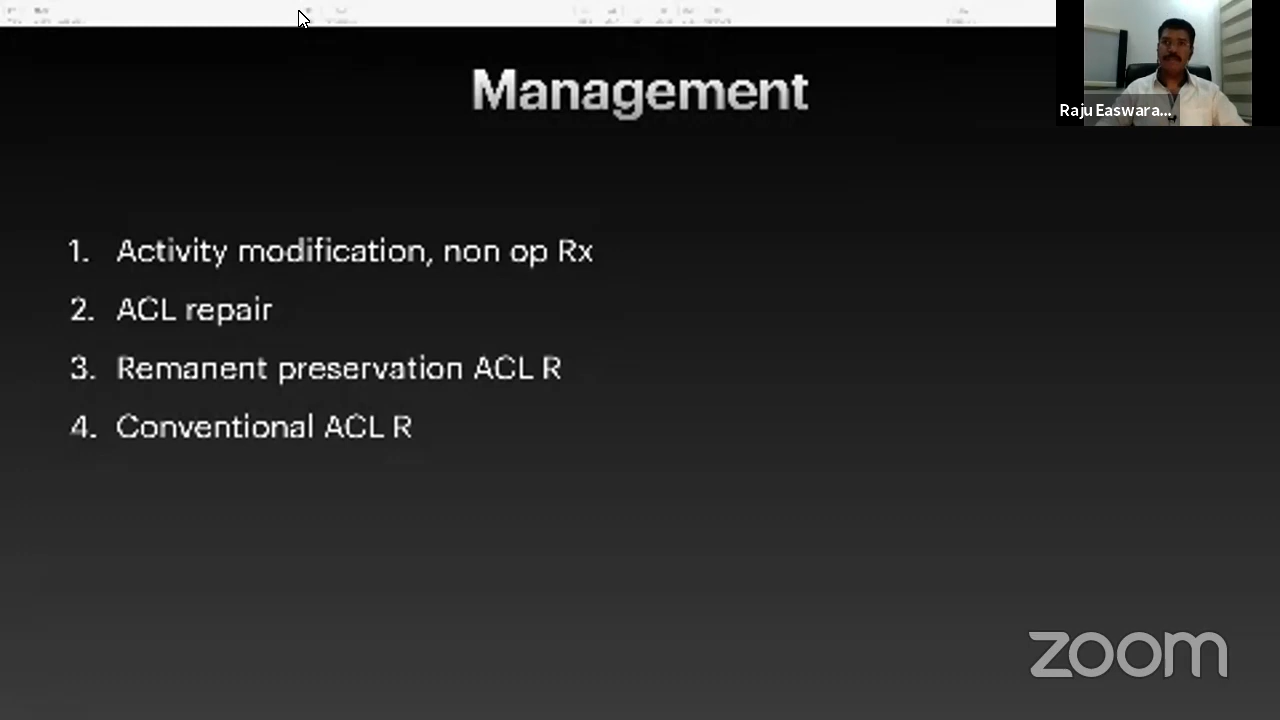 Management
Raju Easwara...
1. Activity modification, non op Rx
2. ACL repair
3. Remanent preservation ACL R
4. Conventional ACL R
zoom